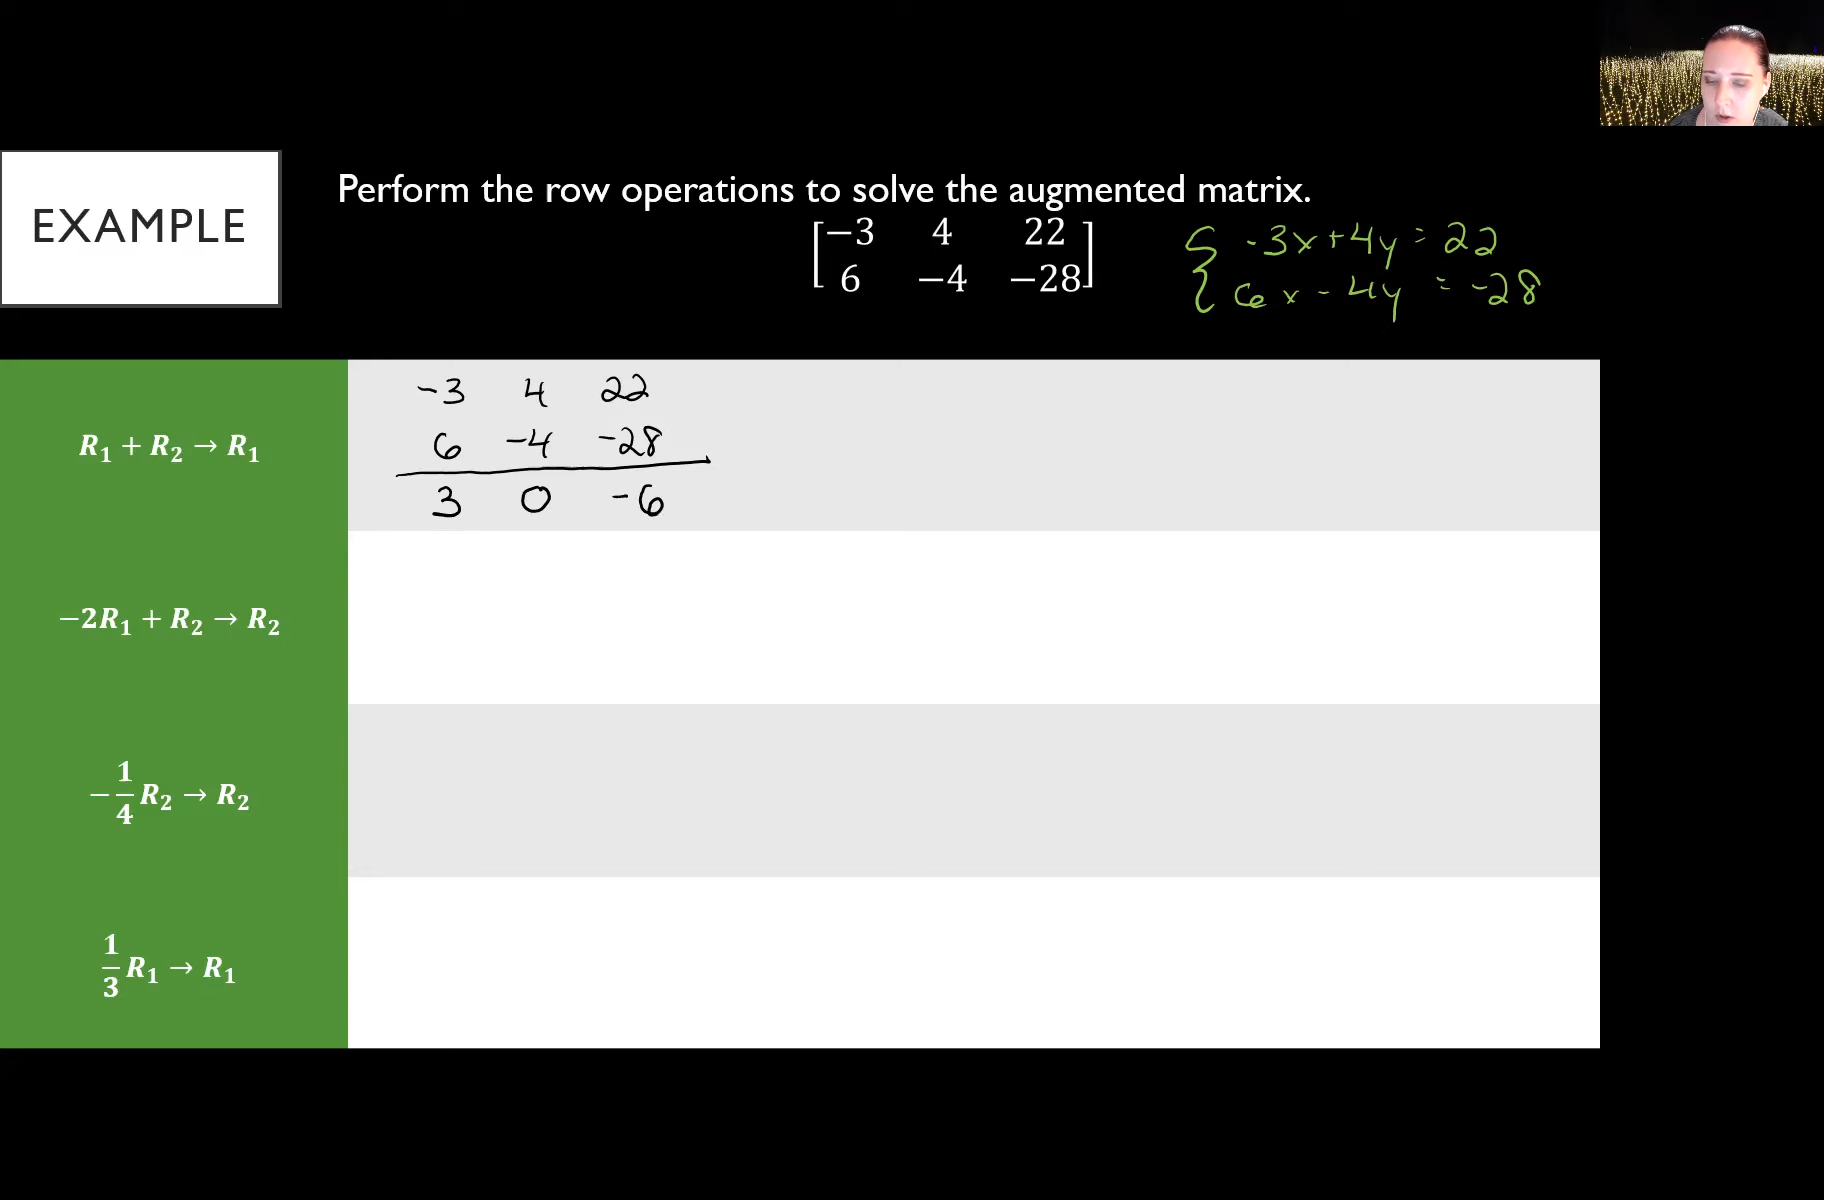 EXAMPLE
Perform the row operations to solve the augmented matrix.
[−3 4 22
6 −4 −28]
{ -3x+4y = 22
6x - 4y = -28
R₁ + R₂ → R₁
-3 4 22
6 -4 -28
3 0 -6
−2R₁ + R₂ → R₂
−1/4 R₂ → R₂
1/3 R₁ → R₁